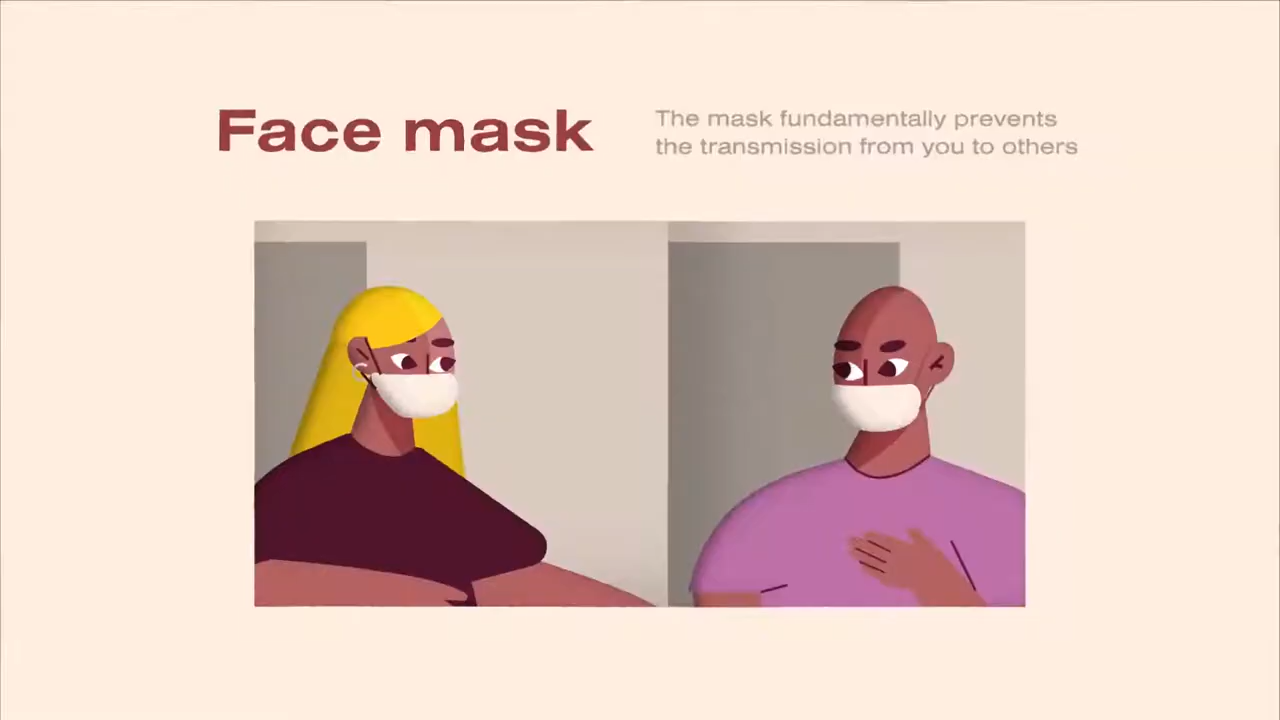 Face mask
The mask fundamentally prevents
the transmission from you to others